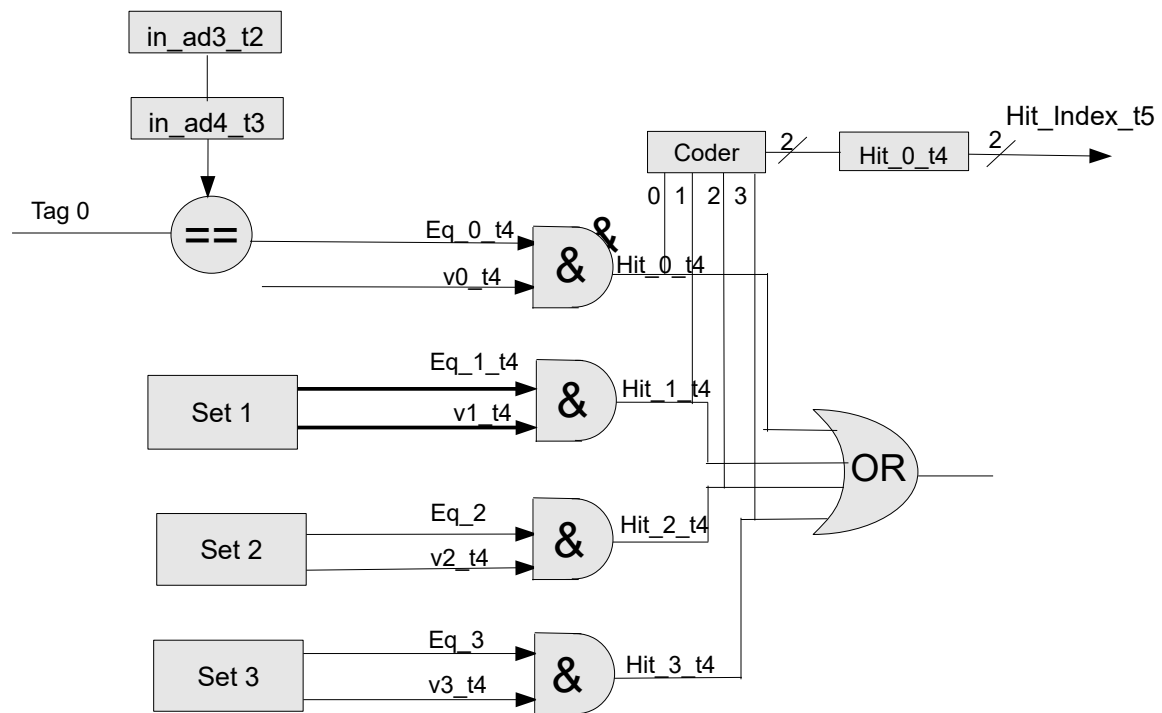 in_ad3_t2
in_ad4_t3
Hit_Index_t5
Coder
2
Hit_0_t4
2
0 1 2 3
Tag 0
==
Eq_0_t4
&
&
Hit_0_t4
v0_t4
Eq_1_t4
Set 1
&
Hit_1_t4
v1_t4
OR
Eq_2
Set 2
&
Hit_2_t4
v2_t4
Eq_3
Set 3
&
Hit_3_t4
v3_t4